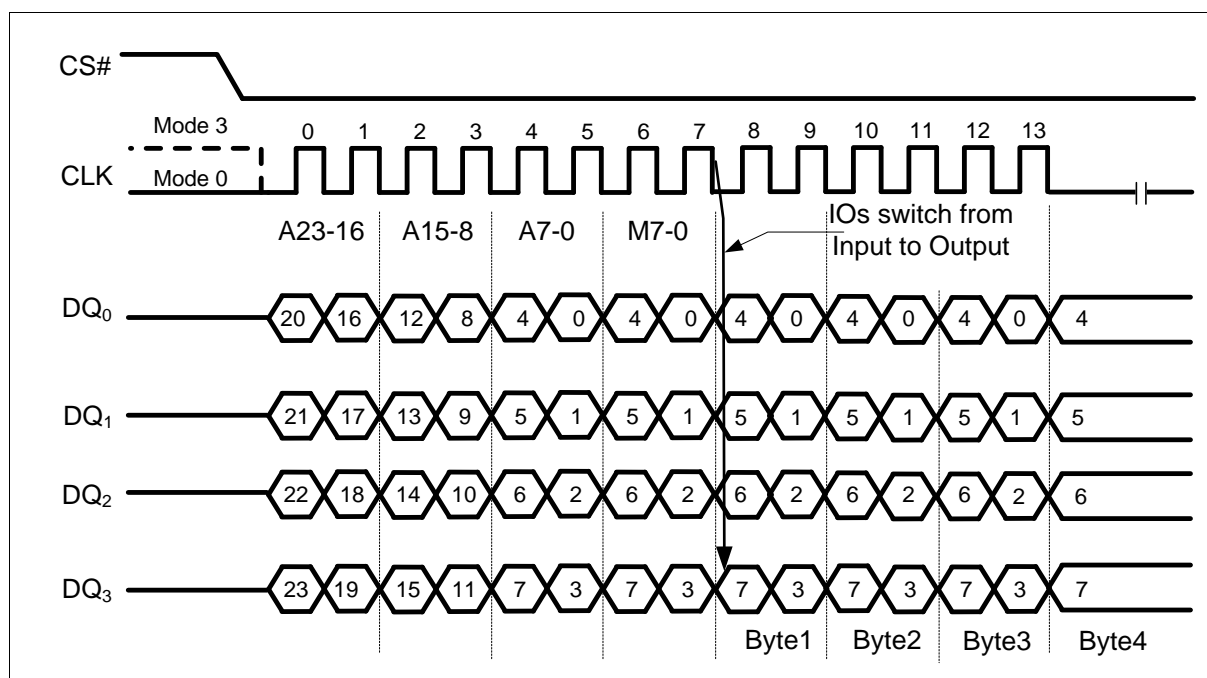 CS#
Mode 3
0 1 2 3 4 5 6 7 8 9 10 11 12 13
CLK
Mode 0
IOs switch from
Input to Output
A23-16 A15-8 A7-0 M7-0
DQ0 20 16 12 8 4 0 4 0 4 0 4 0 4 0 4
DQ1 21 17 13 9 5 1 5 1 5 1 5 1 5 1 5
DQ2 22 18 14 10 6 2 6 2 6 2 6 2 6 2 6
DQ3 23 19 15 11 7 3 7 3 7 3 7 3 7 3 7
Byte1 Byte2 Byte3 Byte4